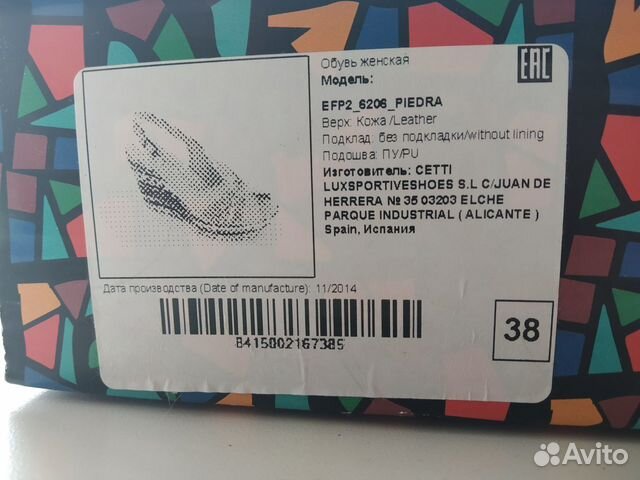 Обувь женская
Модель:
EAC
EFP2_6206_PIEDRA
Верх: Кожа /Leather
Подклад: без подкладки/without lining
Подошва: ПУ/PU
Изготовитель: CETTI
LUXSPORTIVESHOES S.L C/JUAN DE
HERRERA № 35 03203 ELCHE
PARQUE INDUSTRIAL ( ALICANTE )
Spain, Испания
Дата производства (Date of manufacture): 11/2014
8415002167385
38
Avito